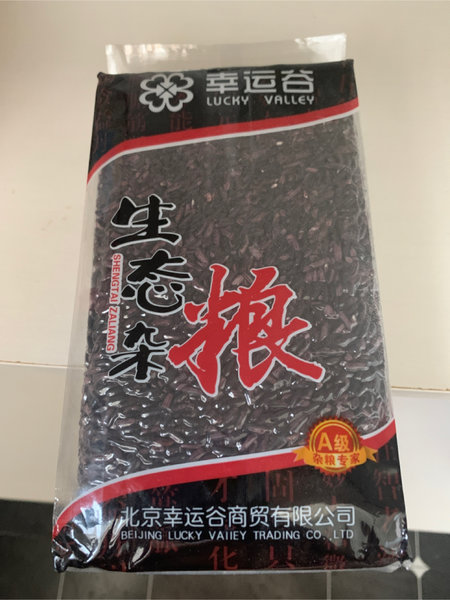 幸运谷
LUCKY VALLEY
生态杂
粮
SHENGTAI ZALIANG
A级
杂粮专家
北京幸运谷商贸有限公司
BEIJING LUCKY VAIIEY TRADING CO.,LTD